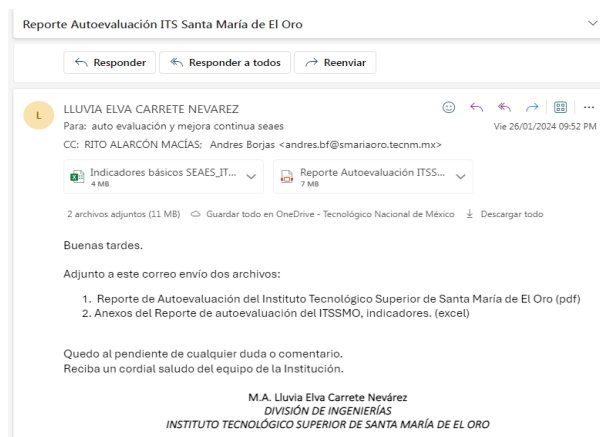 Reporte Autoevaluación ITS Santa María de El Oro
Responder
Responder a todos
Reenviar
L
LLUVIA ELVA CARRETE NEVAREZ
Para: auto evaluación y mejora continua seaes
Vie 26/01/2024 09:52 PM
CC: RITO ALARCÓN MACÍAS; Andres Borjas <andres.bf@smariaoro.tecnm.mx>
Indicadores básicos SEAES_IT...
4 MB
Reporte Autoevaluación ITSS...
7 MB
2 archivos adjuntos (11 MB) Guardar todo en OneDrive - Tecnológico Nacional de México Descargar todo
Buenas tardes.
Adjunto a este correo envío dos archivos:
1. Reporte de Autoevaluación del Instituto Tecnológico Superior de Santa María de El Oro (pdf)
2. Anexos del Reporte de autoevaluación del ITSSMO, indicadores. (excel)
Quedo al pendiente de cualquier duda o comentario.
Reciba un cordial saludo del equipo de la Institución.
M.A. Lluvia Elva Carrete Nevárez
DIVISIÓN DE INGENIERÍAS
INSTITUTO TECNOLÓGICO SUPERIOR DE SANTA MARÍA DE EL ORO